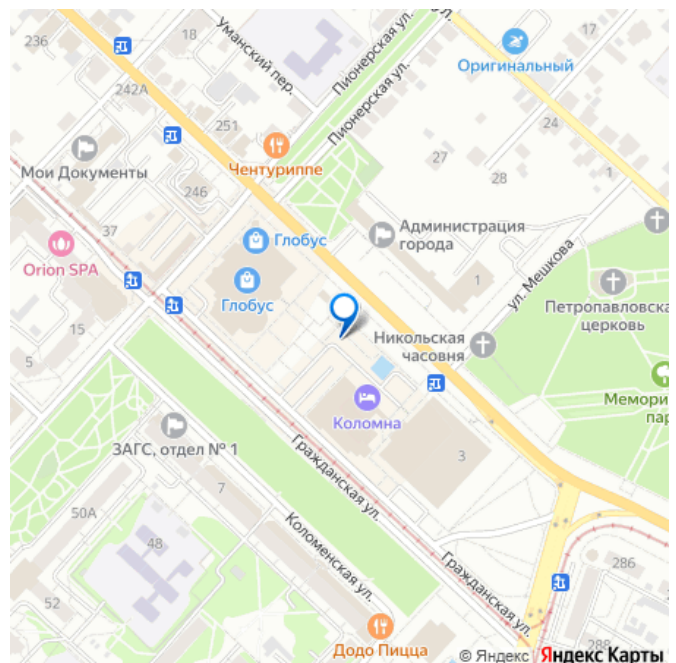 236
18
Уманский пер.
Пионерская ул.
ул.
Оригинальный
242А
251
Пионерская ул.
24
Мои Документы
Чентуриппе
27
28
1
246
37
Глобус
Администрация
города
Orion SPA
1
ул. Мешкова
Петропавловска
церковь
Глобус
15
5
Никольская
часовня
Мемори
пар
Коломна
ЗАГС, отдел № 1
3
Гражданская ул.
7
50А
Коломенская ул.
48
Гражданская ул.
286
52
288
Додо Пицца
© Яндекс Яндекс Карты